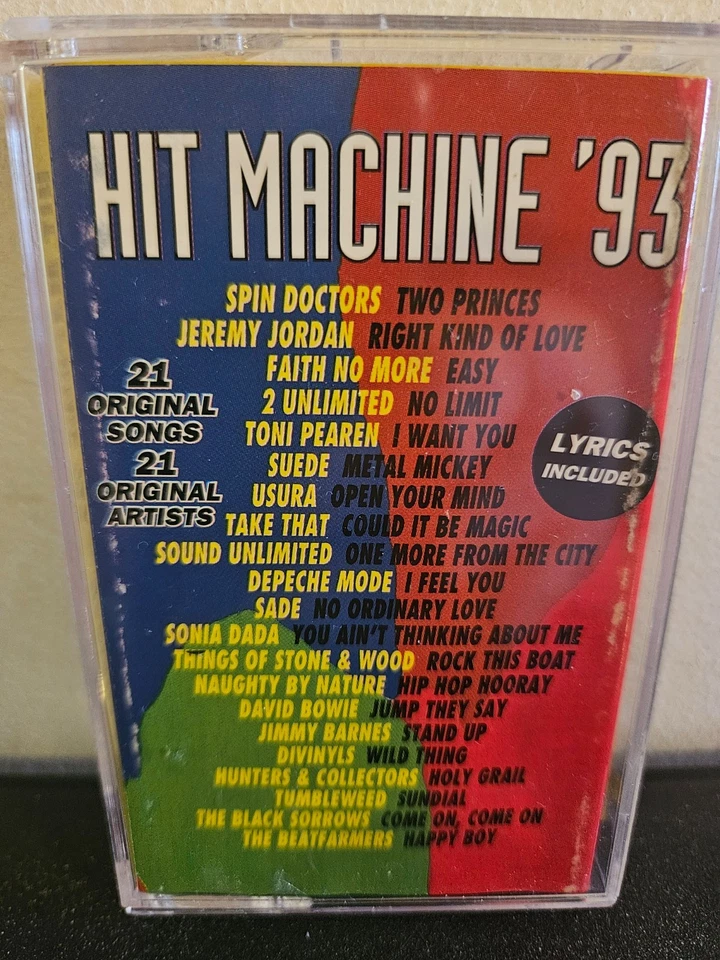 HIT MACHINE '93
SPIN DOCTORS TWO PRINCES
JEREMY JORDAN RIGHT KIND OF LOVE
FAITH NO MORE EASY
2 UNLIMITED NO LIMIT
TONI PEAREN I WANT YOU
SUEDE METAL MICKEY
USURA OPEN YOUR MIND
TAKE THAT COULD IT BE MAGIC
SOUND UNLIMITED ONE MORE FROM THE CITY
DEPECHE MODE I FEEL YOU
SADE NO ORDINARY LOVE
SONIA DADA YOU AIN'T THINKING ABOUT ME
THINGS OF STONE & WOOD ROCK THIS BOAT
NAUGHTY BY NATURE HIP HOP HOORAY
DAVID BOWIE JUMP THEY SAY
JIMMY BARNES STAND UP
DIVINYLS WILD THING
HUNTERS & COLLECTORS HOLY GRAIL
TUMBLEWEED SUNDIAL
THE BLACK SORROWS COME ON, COME ON
THE BEATFARMERS HAPPY BOY
21
ORIGINAL
SONGS
21
ORIGINAL
ARTISTS
LYRICS
INCLUDED